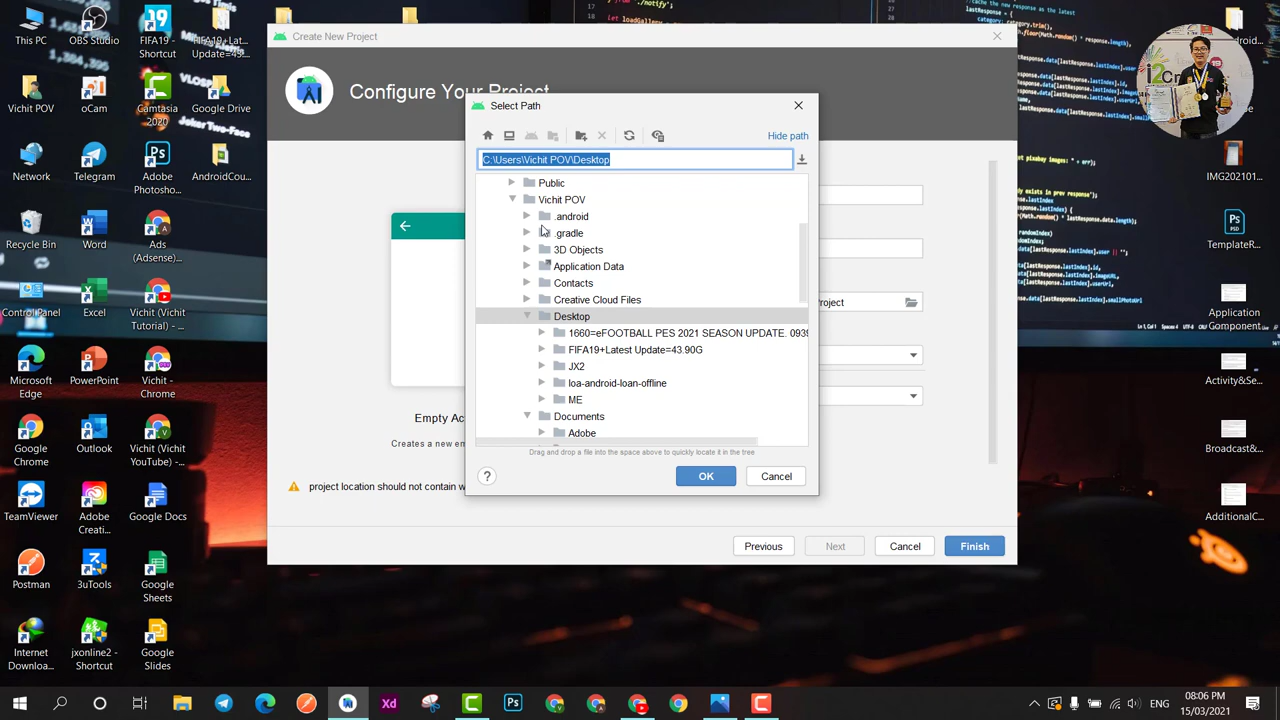 This PC
OBS Studio
FIFA19 - Shortcut
FIFA19+Lat... Update=43...
Vichit POV
oCam
Camtasia 2020
Google Drive
Network
Telegram
Adobe Photosho...
AndroidCou...
Recycle Bin
Word
Ads (Adsense)...
Control Panel
Excel
Vichit (Vichit Tutorial) - ...
Microsoft Edge
PowerPoint
Vichit - Chrome
Google Chrome
Outlook
Vichit (Vichit YouTube) - ...
TeamViewer
Adobe Creati...
Google Docs
Postman
3uTools
Google Sheets
Internet Downloa...
jxonline2 - Shortcut
Google Slides
Create New Project
Configure Your Project
Select Path
Hide path
C:\Users\Vichit POV\Desktop
Public
Vichit POV
.android
.gradle
3D Objects
Application Data
Contacts
Creative Cloud Files
Desktop
1660=eFOOTBALL PES 2021 SEASON UPDATE. 093
FIFA19+Latest Update=43.90G
JX2
loa-android-loan-offline
ME
Documents
Adobe
Drag and drop a file into the space above to quickly locate it in the tree
?
OK
Cancel
Project
Empty Ac
Creates a new em
project location should not contain w
Previous
Next
Cancel
Finish
IMG202101...
TemplateR...
Application Component...
Activity&Se...
Broadcast&...
AdditionalC...
08:06 PM
ENG
15/03/2021